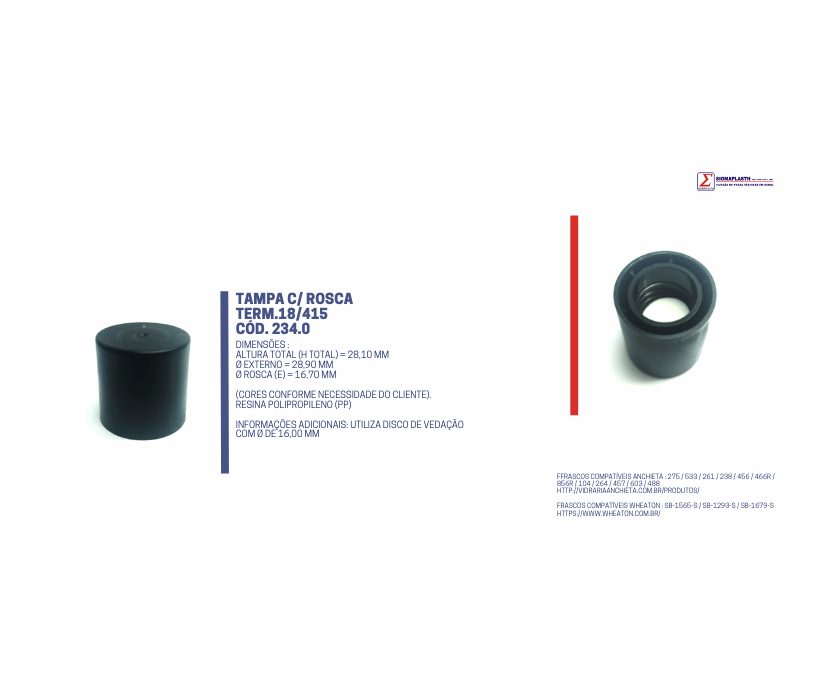 SIGMAPLASTH
TAMPA C/ ROSCA
TERM.18/415
CÓD. 234.0
DIMENSÕES :
ALTURA TOTAL (H TOTAL) = 28,10 MM
Ø EXTERNO = 28,90 MM
Ø ROSCA (E) = 16,70 MM
(CORES CONFORME NECESSIDADE DO CLIENTE).
RESINA POLIPROPILENO (PP)
INFORMAÇÕES ADICIONAIS: UTILIZA DISCO DE VEDAÇÃO
COM Ø DE 16,00 MM
FFRASCOS COMPATÍVEIS ANCHIETA : 275 / 533 / 261 / 238 / 456 / 466R /
856R / 104 / 264 / 457 / 603 / 488
HTTP://VIDRARIAANCHIETA.COM.BR/PRODUTOS/
FRASCOS COMPATÍVEIS WHEATON : SB-1565-S / SB-1293-S / SB-1679-S
HTTPS://WWW.WHEATON.COM.BR/